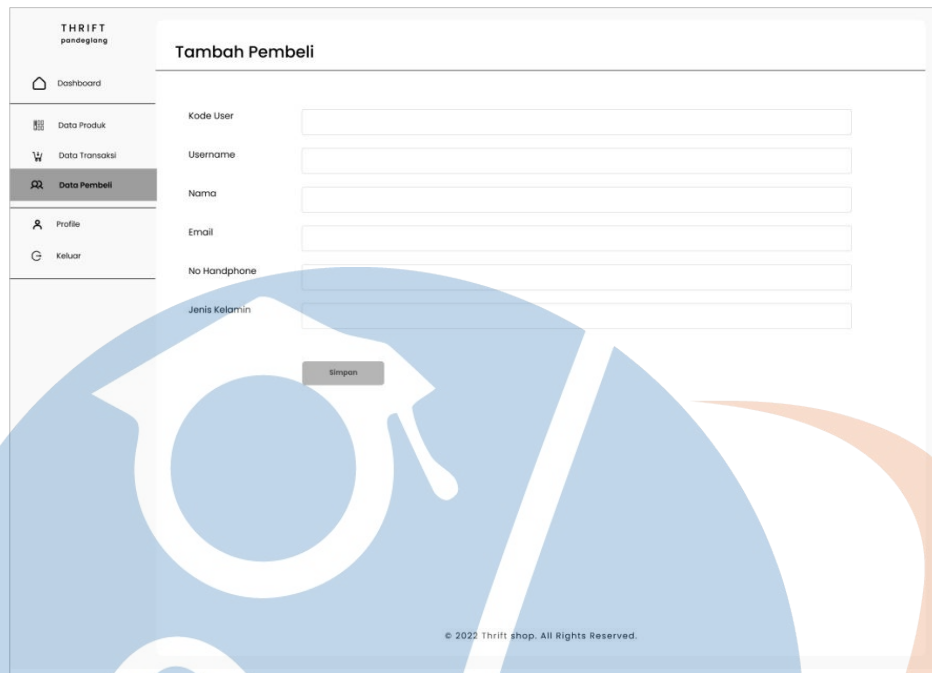 THRIFT
pandeglang
Dashboard
Data Produk
Data Transaksi
Data Pembeli
Profile
Keluar
Tambah Pembeli
Kode User
Username
Nama
Email
No Handphone
Jenis Kelamin
Simpan
© 2022 Thrift shop. All Rights Reserved.